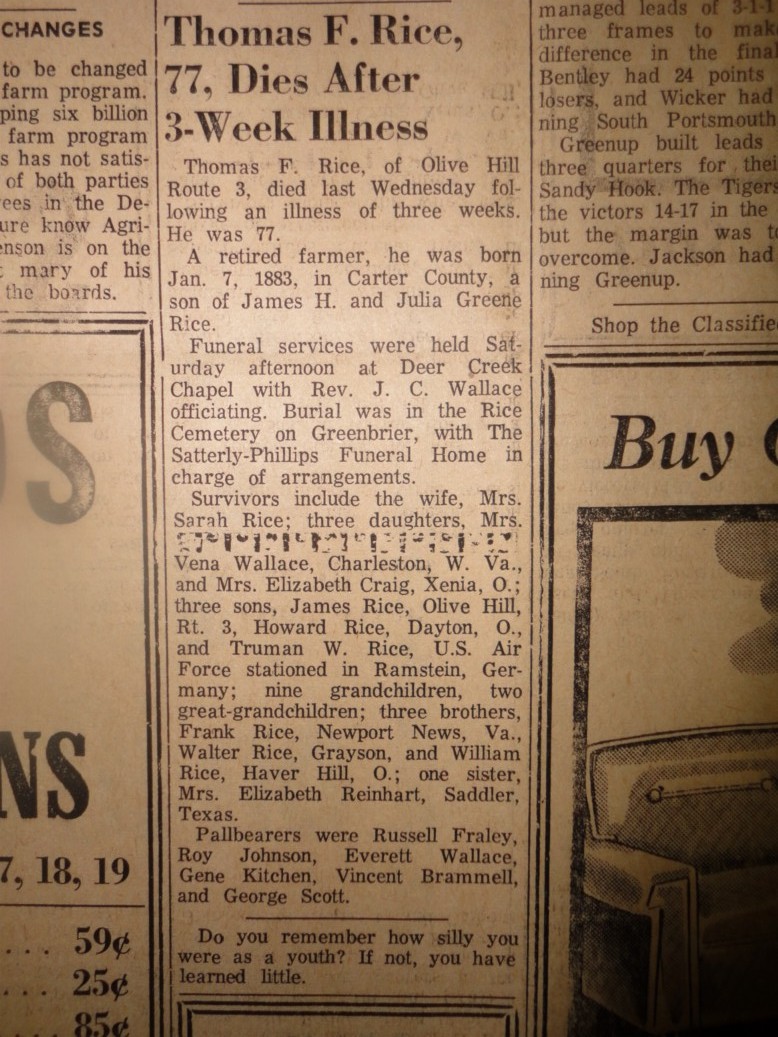 CHANGES
to be changed
farm program.
ping six billion
farm program
s has not satis-
of both parties
ees in the De-
ure know Agri-
enson is on the
mary of his
the boards.
OS
NS
7, 18, 19
... 59¢
... 25¢
85¢
Thomas F. Rice,
77, Dies After
3-Week Illness
Thomas F. Rice, of Olive Hill
Route 3, died last Wednesday fol-
lowing an illness of three weeks.
He was 77.
A retired farmer, he was born
Jan. 7, 1883, in Carter County, a
son of James H. and Julia Greene
Rice.
Funeral services were held Sat-
urday afternoon at Deer Creek
Chapel with Rev. J. C. Wallace
officiating. Burial was in the Rice
Cemetery on Greenbrier, with The
Satterly-Phillips Funeral Home in
charge of arrangements.
Survivors include the wife, Mrs.
Sarah Rice; three daughters, Mrs.
Vena Wallace, Charleston, W. Va.,
and Mrs. Elizabeth Craig, Xenia, O.;
three sons, James Rice, Olive Hill,
Rt. 3, Howard Rice, Dayton, O.,
and Truman W. Rice, U.S. Air
Force stationed in Ramstein, Ger-
many; nine grandchildren, two
great-grandchildren; three brothers,
Frank Rice, Newport News, Va.,
Walter Rice, Grayson, and William
Rice, Haver Hill, O.; one sister,
Mrs. Elizabeth Reinhart, Saddler,
Texas.
Pallbearers were Russell Fraley,
Roy Johnson, Everett Wallace,
Gene Kitchen, Vincent Brammell,
and George Scott.
Do you remember how silly you
were as a youth? If not, you have
learned little.
managed leads of 3-1-1
three frames to mak
difference in the final
Bentley had 24 points
losers, and Wicker had
ning South Portsmouth
Greenup built leads
three quarters for thei
Sandy Hook. The Tigers
the victors 14-17 in the
but the margin was to
overcome. Jackson had
ning Greenup.
Shop the Classifie
Buy